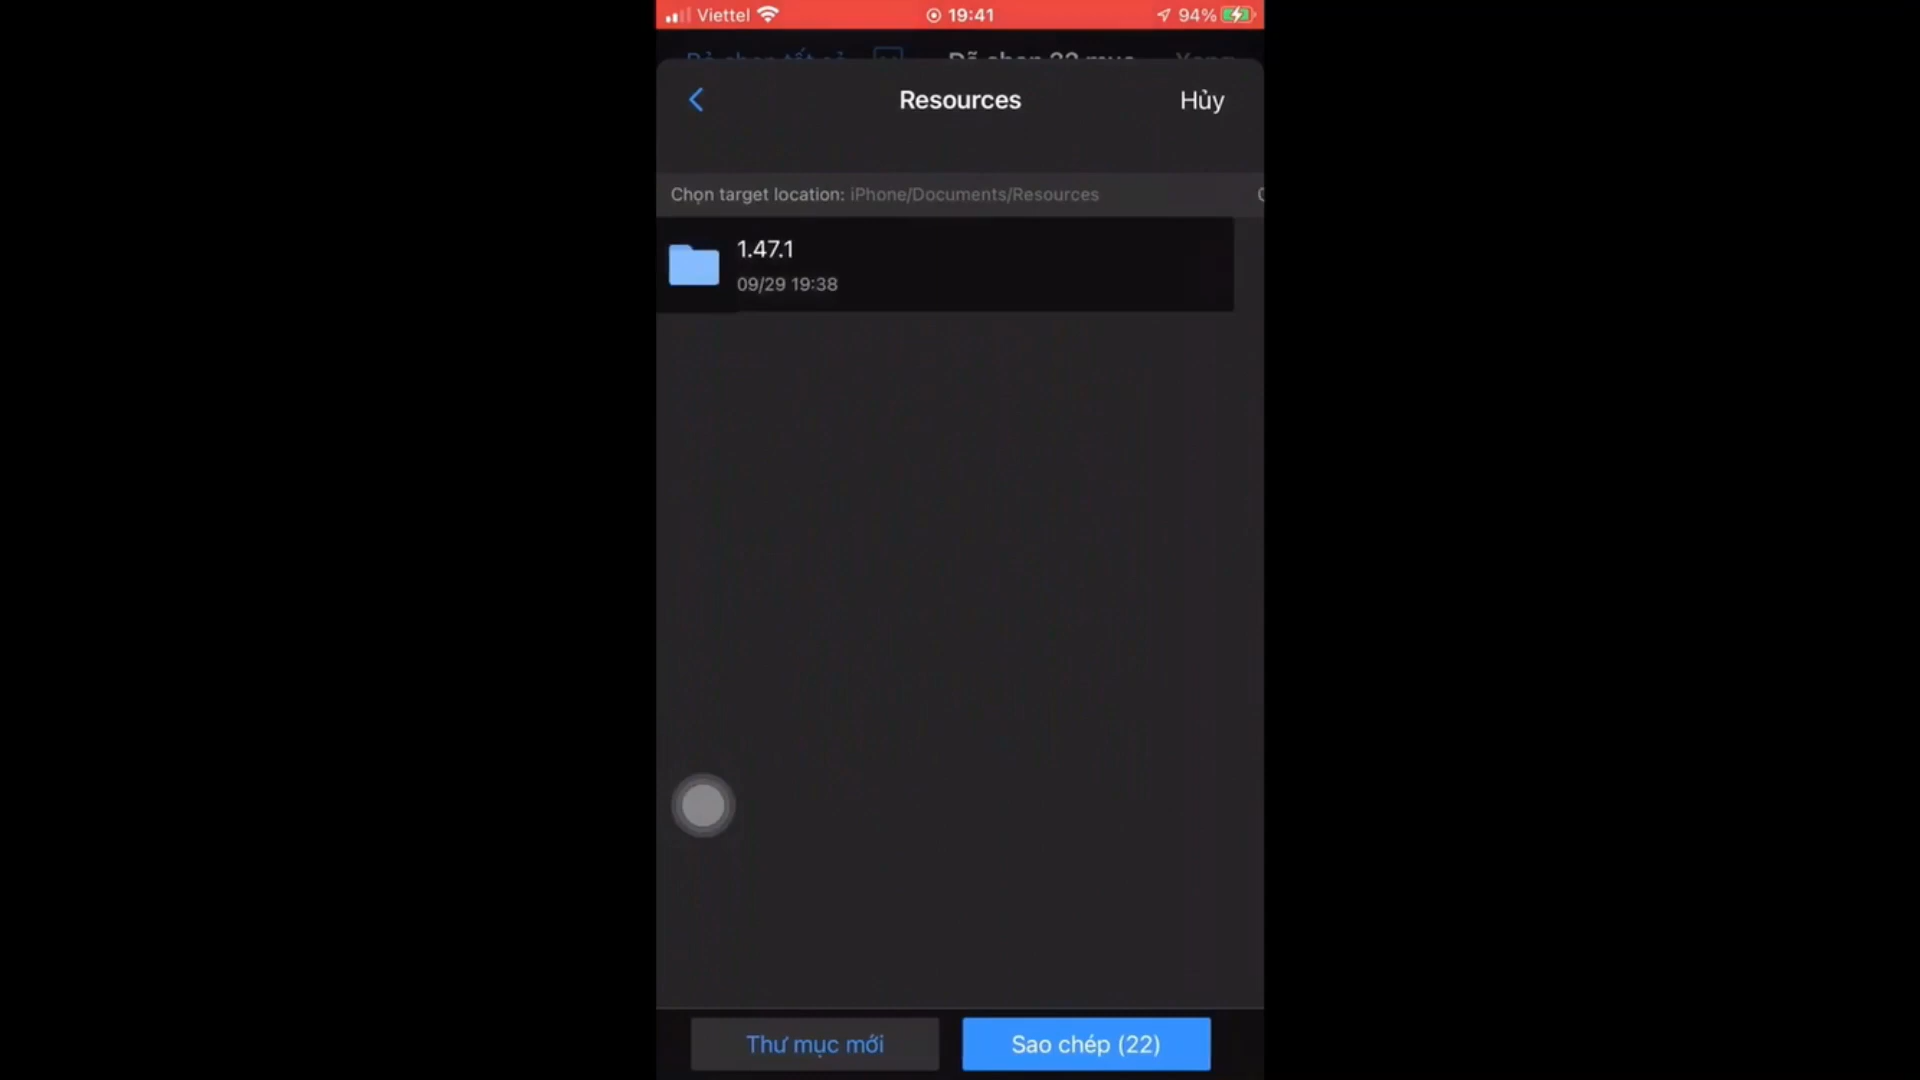 Viettel 19:41 94%
Resources Hủy
Chọn target location: iPhone/Documents/Resources
1.47.1
09/29 19:38
Thư mục mới Sao chép (22)